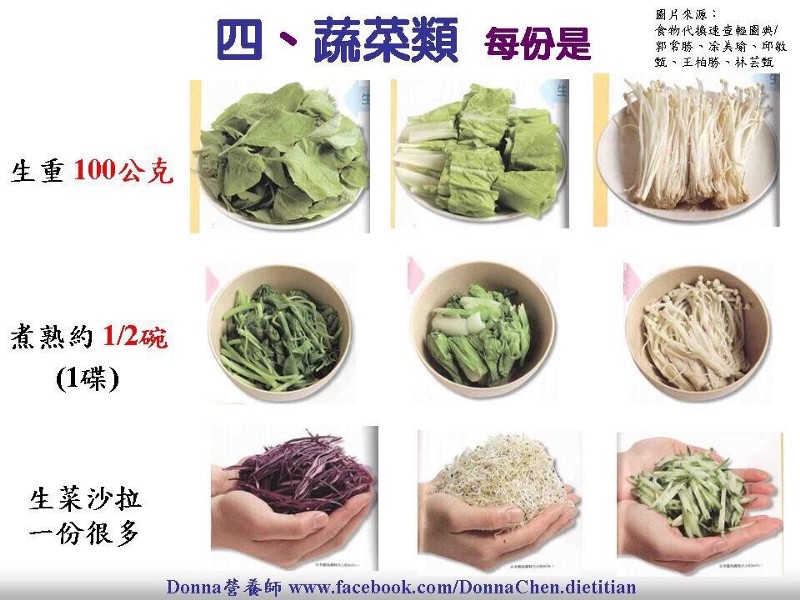 四、蔬菜類 每份是
圖片來源：
食物代換速查輕圖典/
郭常勝、凃美瑜、邱敏
甄、王柏勝、林芸甄
生重 100公克
煮熟約 1/2碗
(1碟)
生菜沙拉
一份很多
Donna營養師 www.facebook.com/DonnaChen.dietitian